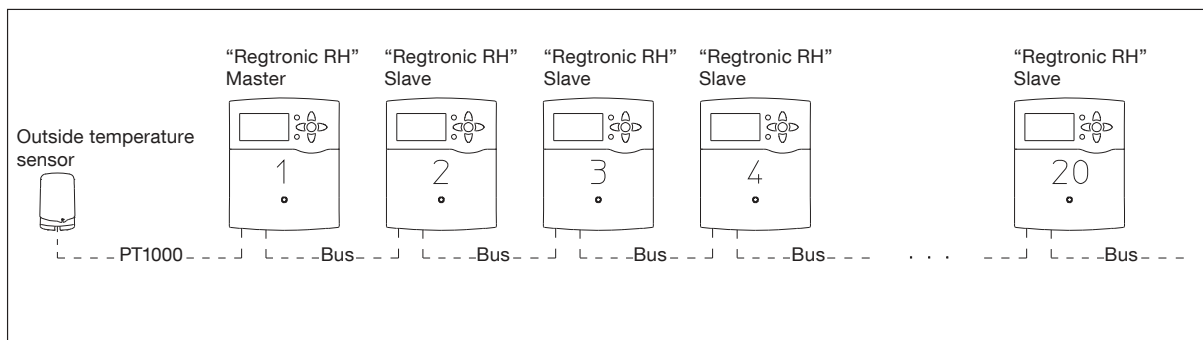 “Regtronic RH”
Master
“Regtronic RH”
Slave
“Regtronic RH”
Slave
“Regtronic RH”
Slave
“Regtronic RH”
Slave
Outside temperature
sensor
1
2
3
4
20
PT1000
Bus
Bus
Bus
Bus
. . .
Bus